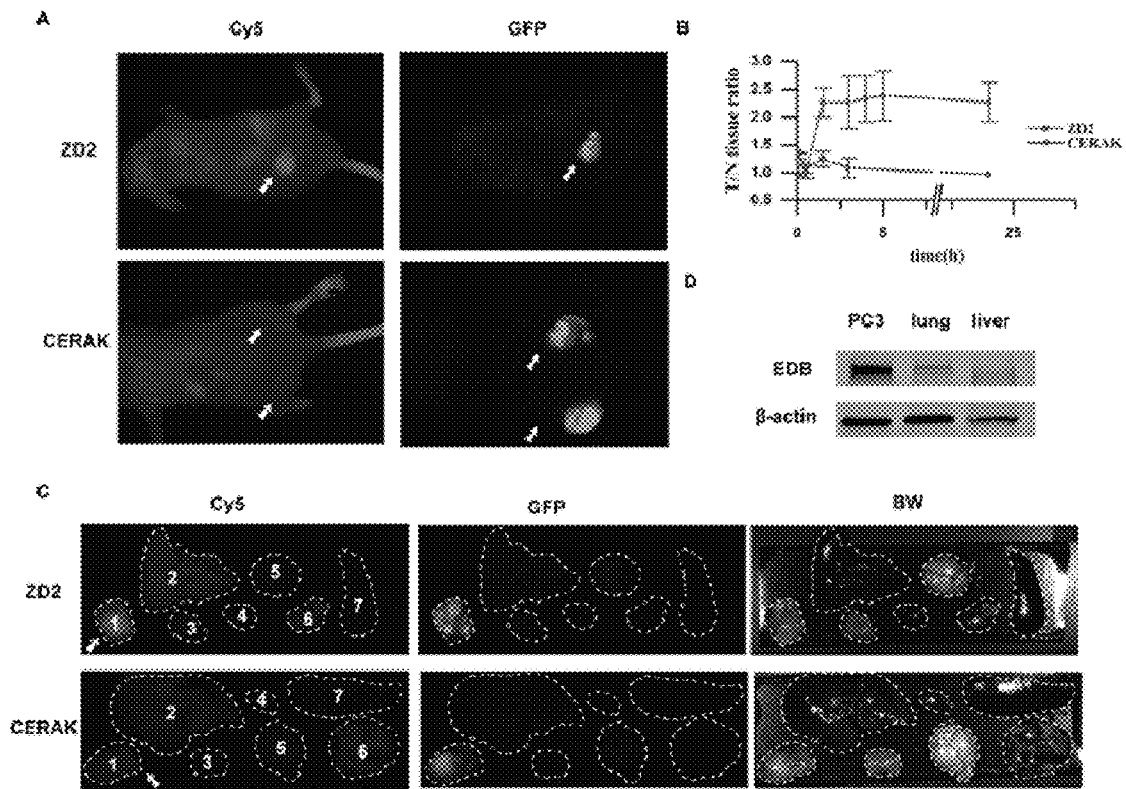 A
Cy5
GFP
B
ZD2
CERAK
T/N tissue ratio
3.0
2.5
2.0
1.5
1.0
0.5
0
25
time(h)
ZD2
CERAK
D
PC3 lung liver
EDB
β-actin
C
Cy5
GFP
BW
ZD2
1 2 3 4 5 6 7
CERAK
1 2 3 4 5 6 7